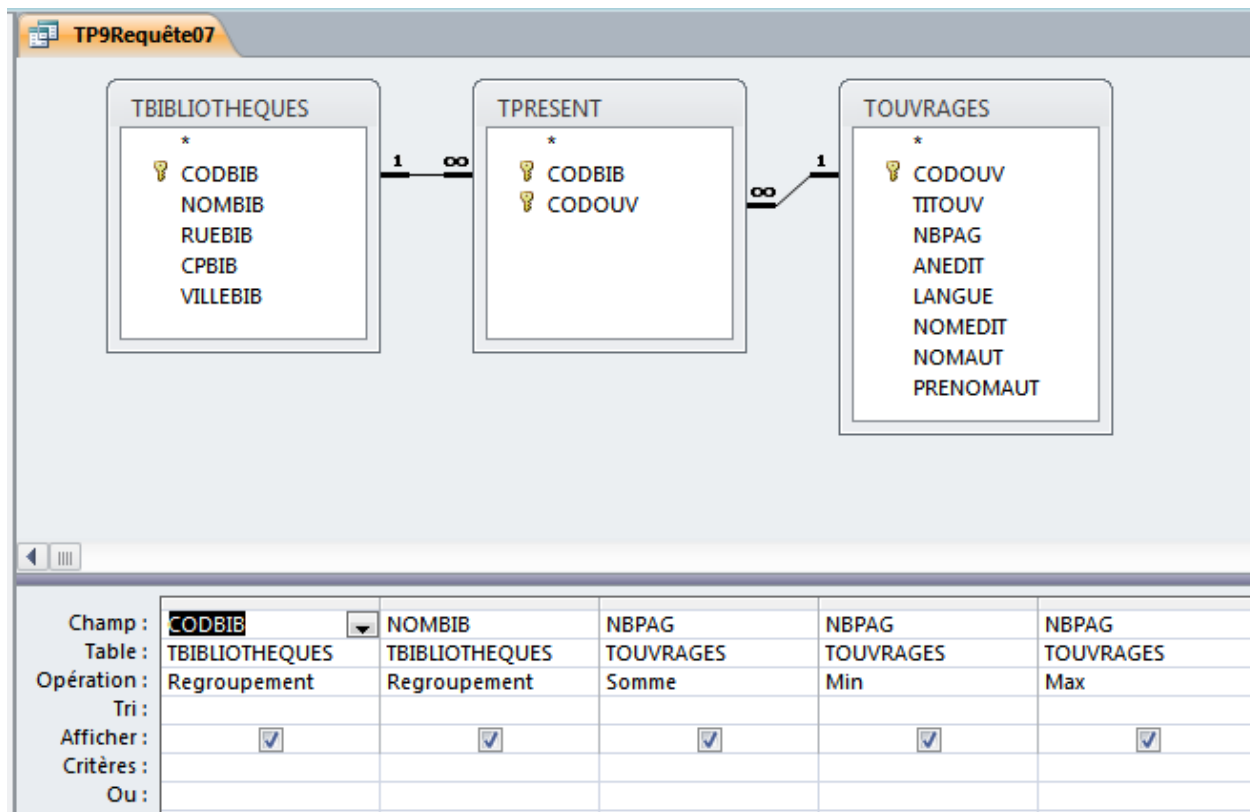 TP9Requête07
TBIBLIOTHEQUES
*
CODBIB
NOMBIB
RUEBIB
CPBIB
VILLEBIB
1 ∞
TPRESENT
*
CODBIB
CODOUV
∞ 1
TOUVRAGES
*
CODOUV
TITOUV
NBPAG
ANEDIT
LANGUE
NOMEDIT
NOMAUT
PRENOMAUT
Champ : CODBIB NOMBIB NBPAG NBPAG NBPAG
Table : TBIBLIOTHEQUES TBIBLIOTHEQUES TOUVRAGES TOUVRAGES TOUVRAGES
Opération : Regroupement Regroupement Somme Min Max
Tri :
Afficher :
Critères :
Ou :